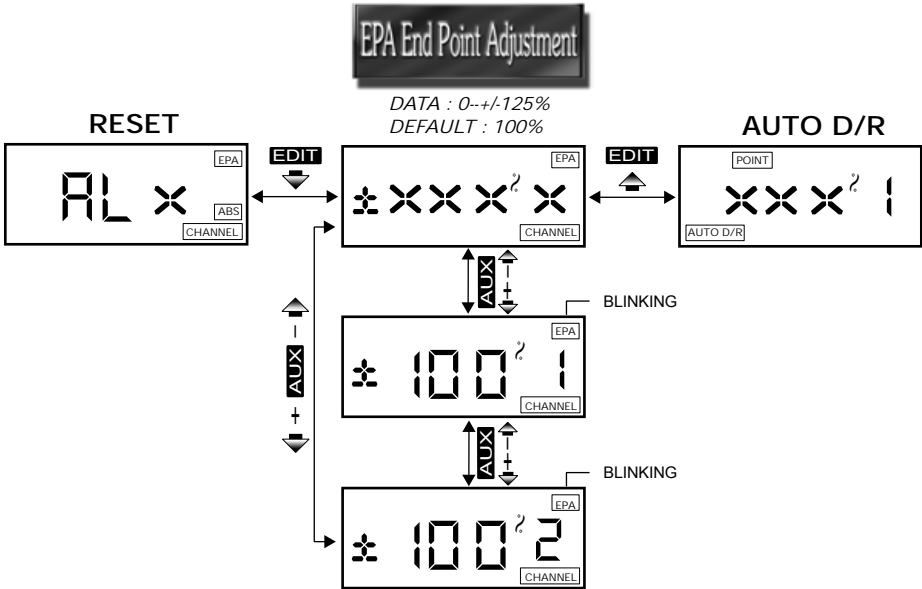 EPA End Point Adjustment
DATA : 0--+/-125%
DEFAULT : 100%
RESET
AUTO D/R
EPA
AL x
ABS
CHANNEL
EDIT
EPA
± xxx% x
CHANNEL
EDIT
POINT
xxx% 1
AUTO D/R
AUX
- +
BLINKING
EPA
± 100% 1
CHANNEL
- AUX +
AUX
- +
BLINKING
EPA
± 100% 2
CHANNEL